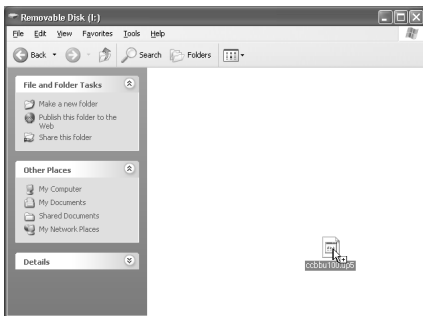 Removable Disk (I:)
File Edit View Favorites Tools Help
Back Search Folders
File and Folder Tasks
Make a new folder
Publish this folder to the
Web
Share this folder
Other Places
My Computer
My Documents
Shared Documents
My Network Places
Details